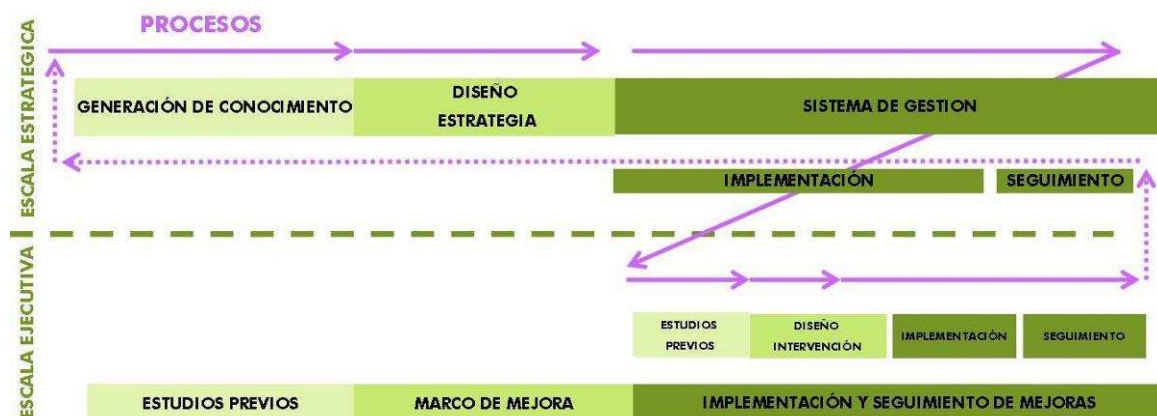 PROCESOS
ESCALA ESTRATEGICA
GENERACIÓN DE CONOCIMIENTO
DISEÑO
ESTRATEGIA
SISTEMA DE GESTION
IMPLEMENTACIÓN
SEGUIMIENTO
ESCALA EJECUTIVA
ESTUDIOS
PREVIOS
DISEÑO
INTERVENCIÓN
IMPLEMENTACIÓN
SEGUIMIENTO
ESTUDIOS PREVIOS
MARCO DE MEJORA
IMPLEMENTACIÓN Y SEGUIMIENTO DE MEJORAS